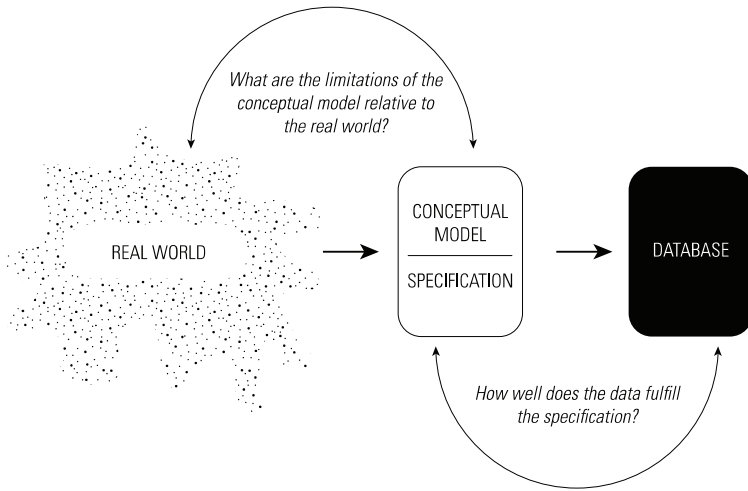 What are the limitations of the
conceptual model relative to
the real world?
REAL WORLD
CONCEPTUAL
MODEL
SPECIFICATION
DATABASE
How well does the data fulfill
the specification?